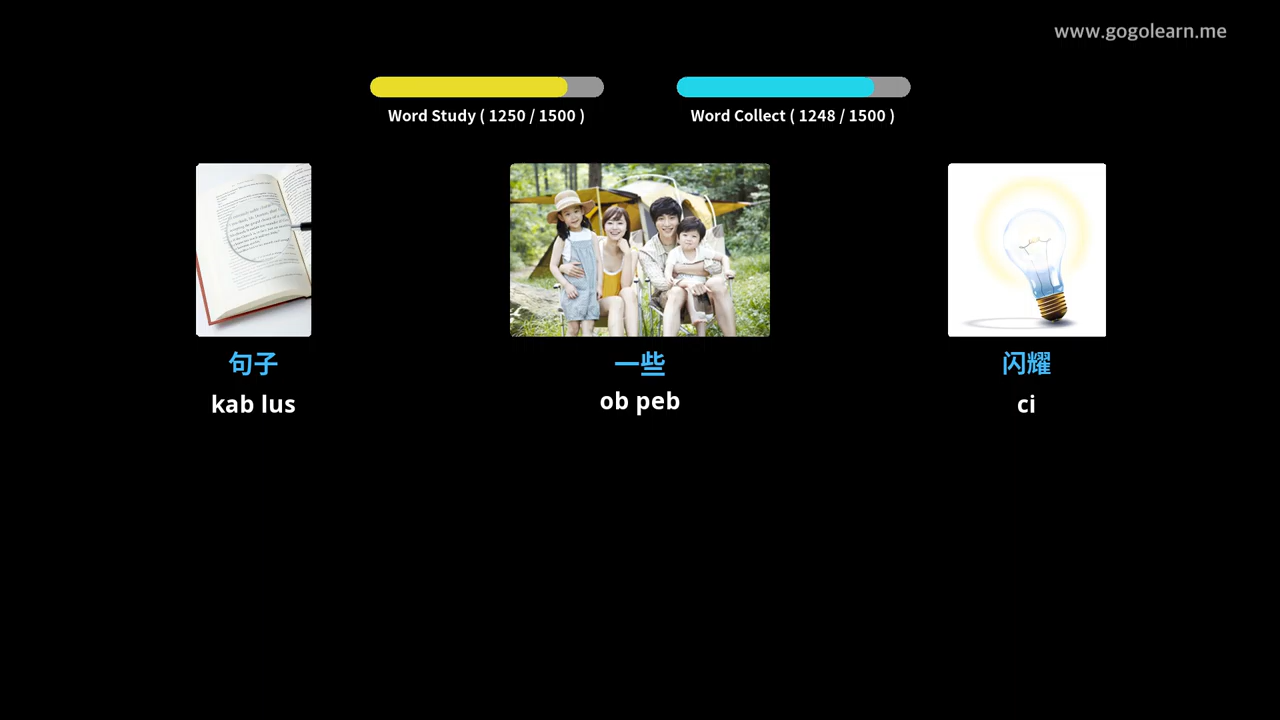 www.gogolearn.me
Word Study ( 1250 / 1500 )
Word Collect ( 1248 / 1500 )
句子
一些
闪耀
kab lus
ob peb
ci